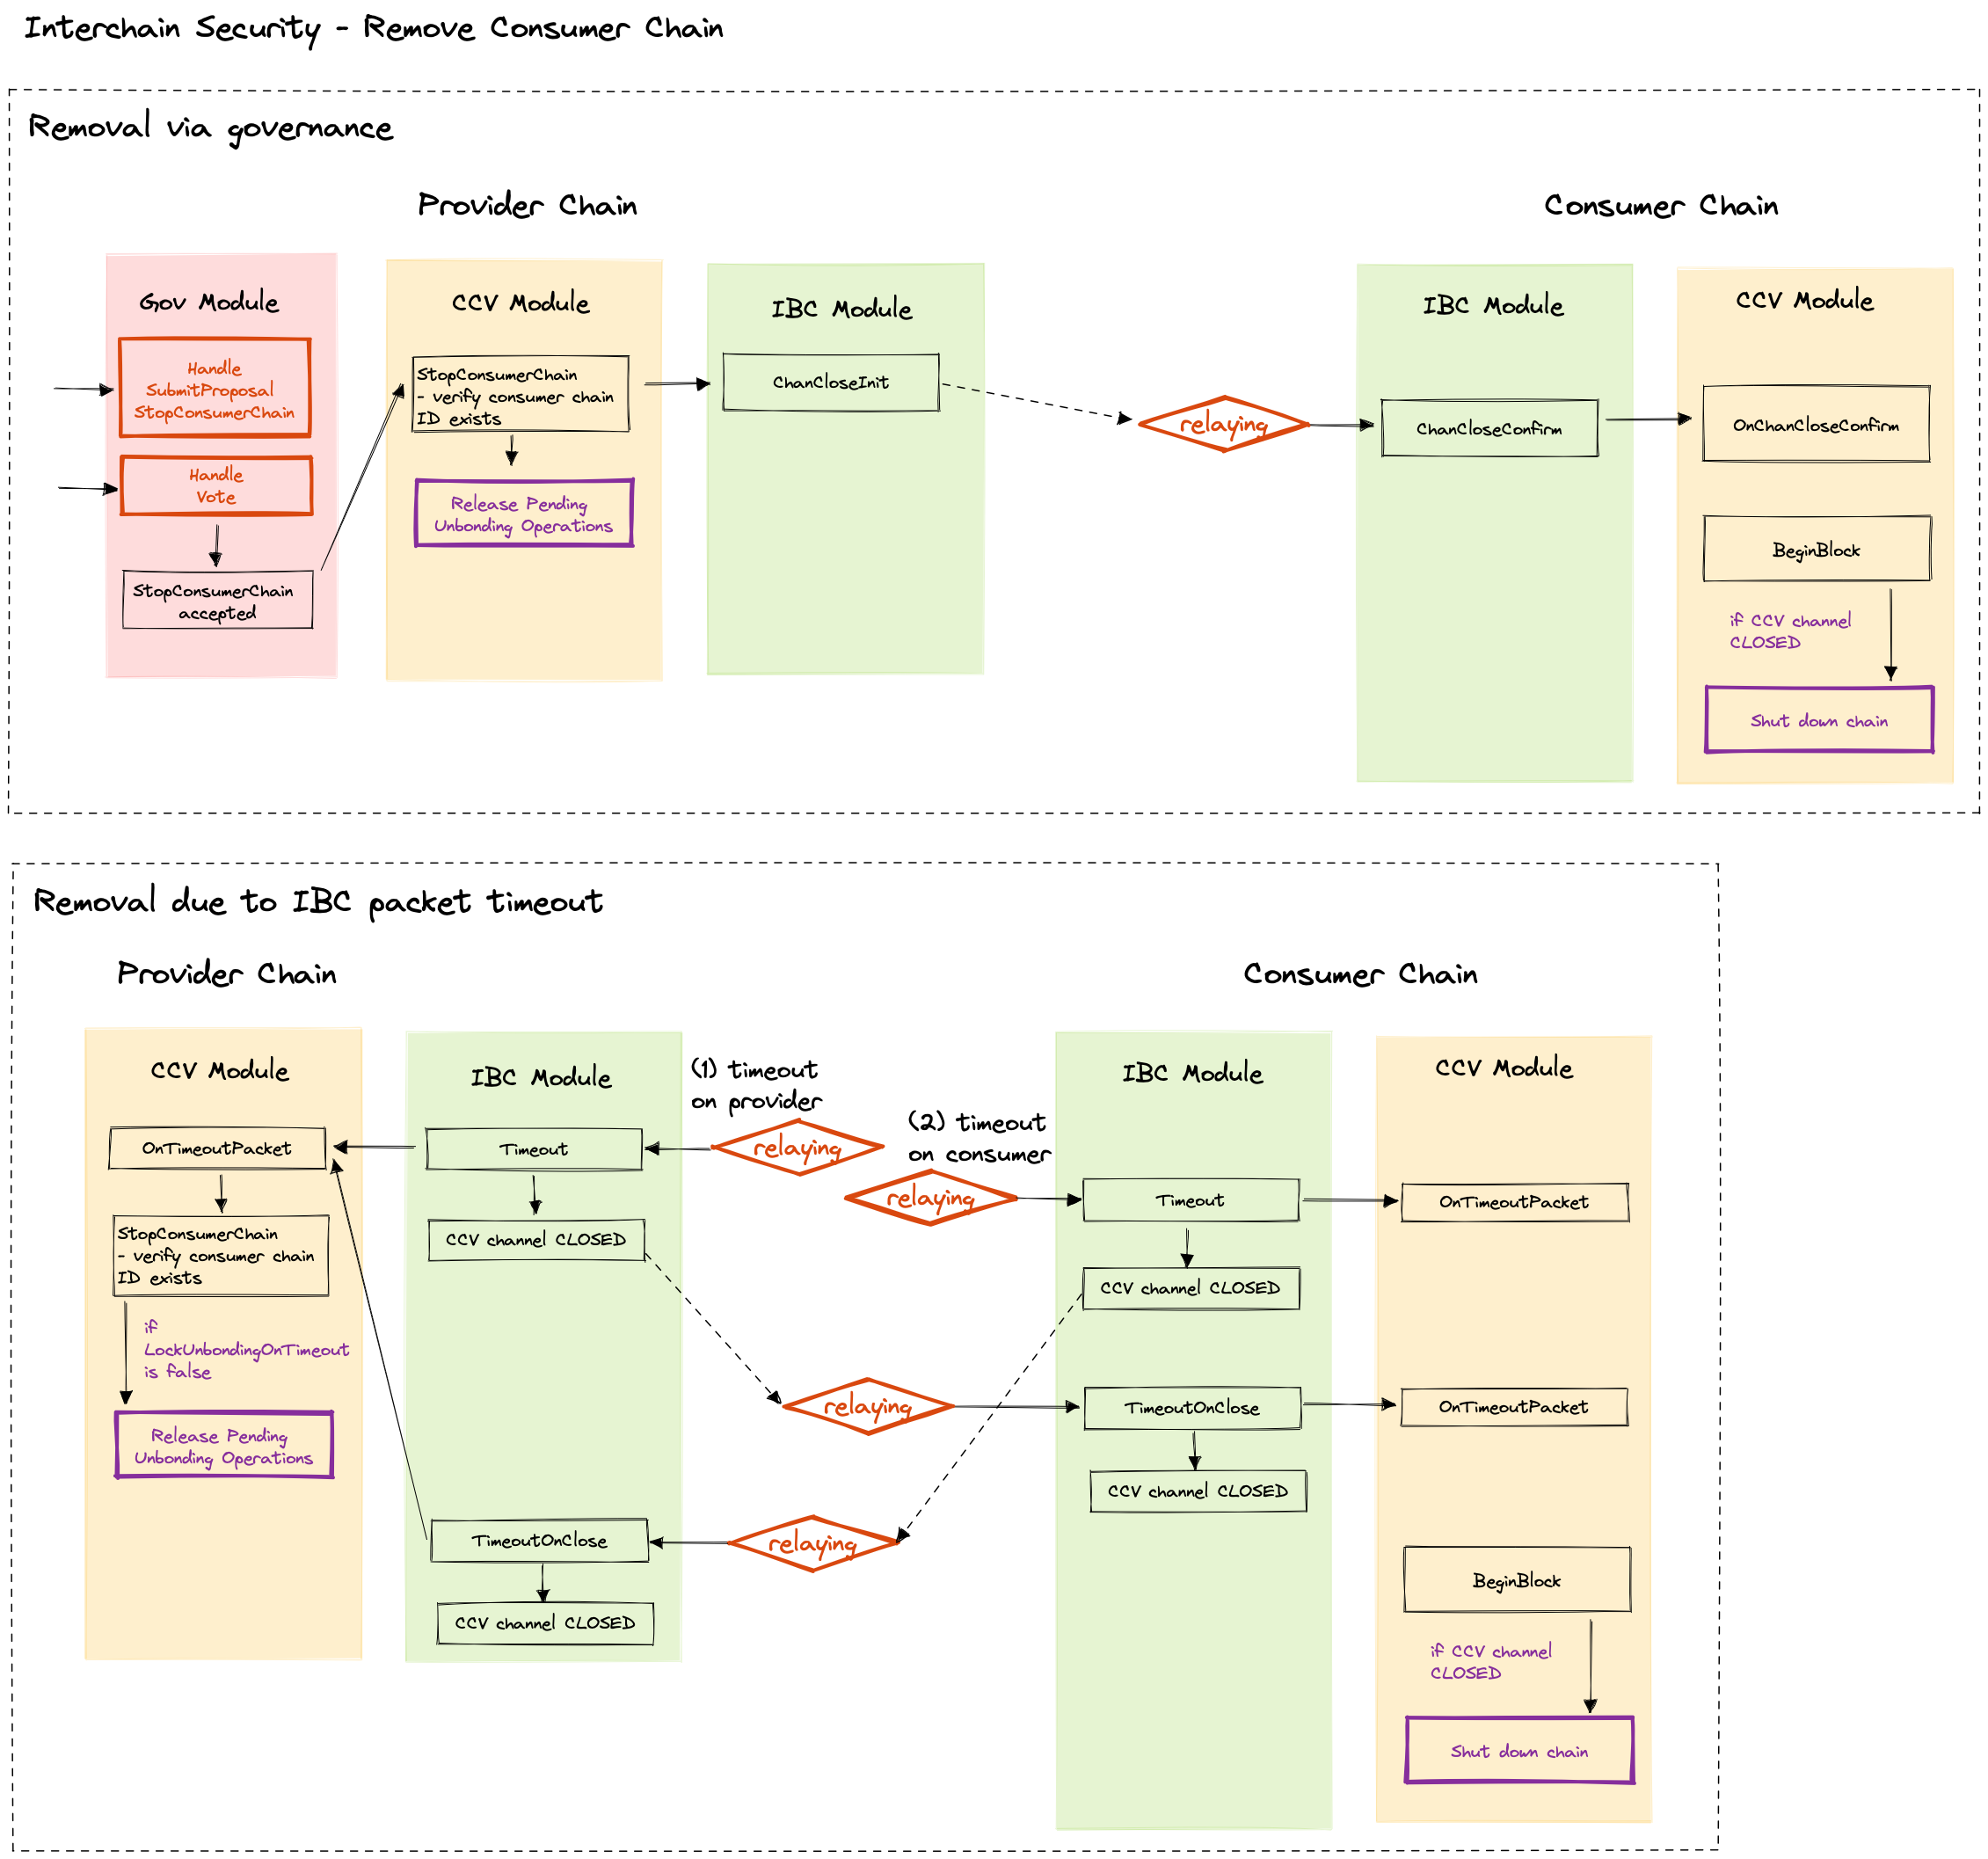 Interchain Security - Remove Consumer Chain
Removal via governance
Provider Chain
Consumer Chain
Gov Module
Handle
SubmitProposal
StopConsumerChain
Handle
Vote
StopConsumerChain
accepted
CCV Module
StopConsumerChain
- verify consumer chain
ID exists
Release Pending
Unbonding Operations
IBC Module
ChanCloseInit
relaying
IBC Module
ChanCloseConfirm
CCV Module
OnChanCloseConfirm
BeginBlock
if CCV channel
CLOSED
Shut down chain
Removal due to IBC packet timeout
Provider Chain
Consumer Chain
CCV Module
OnTimeoutPacket
StopConsumerChain
- verify consumer chain
ID exists
if
LockUnbondingOnTimeout
is false
Release Pending
Unbonding Operations
IBC Module
Timeout
CCV channel CLOSED
TimeoutOnClose
CCV channel CLOSED
(1) timeout
on provider
relaying
(2) timeout
on consumer
relaying
relaying
relaying
IBC Module
Timeout
CCV channel CLOSED
TimeoutOnClose
CCV channel CLOSED
CCV Module
OnTimeoutPacket
OnTimeoutPacket
BeginBlock
if CCV channel
CLOSED
Shut down chain